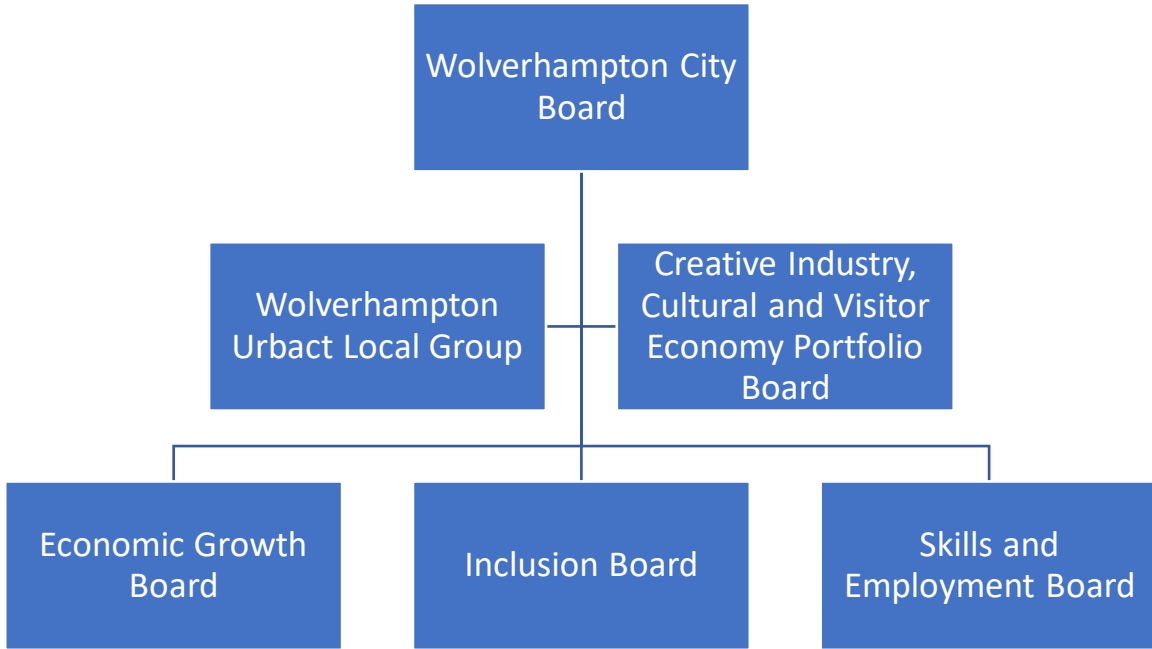 Wolverhampton City
Board
Wolverhampton
Urbact Local Group
Creative Industry,
Cultural and Visitor
Economy Portfolio
Board
Economic Growth
Board
Inclusion Board
Skills and
Employment Board